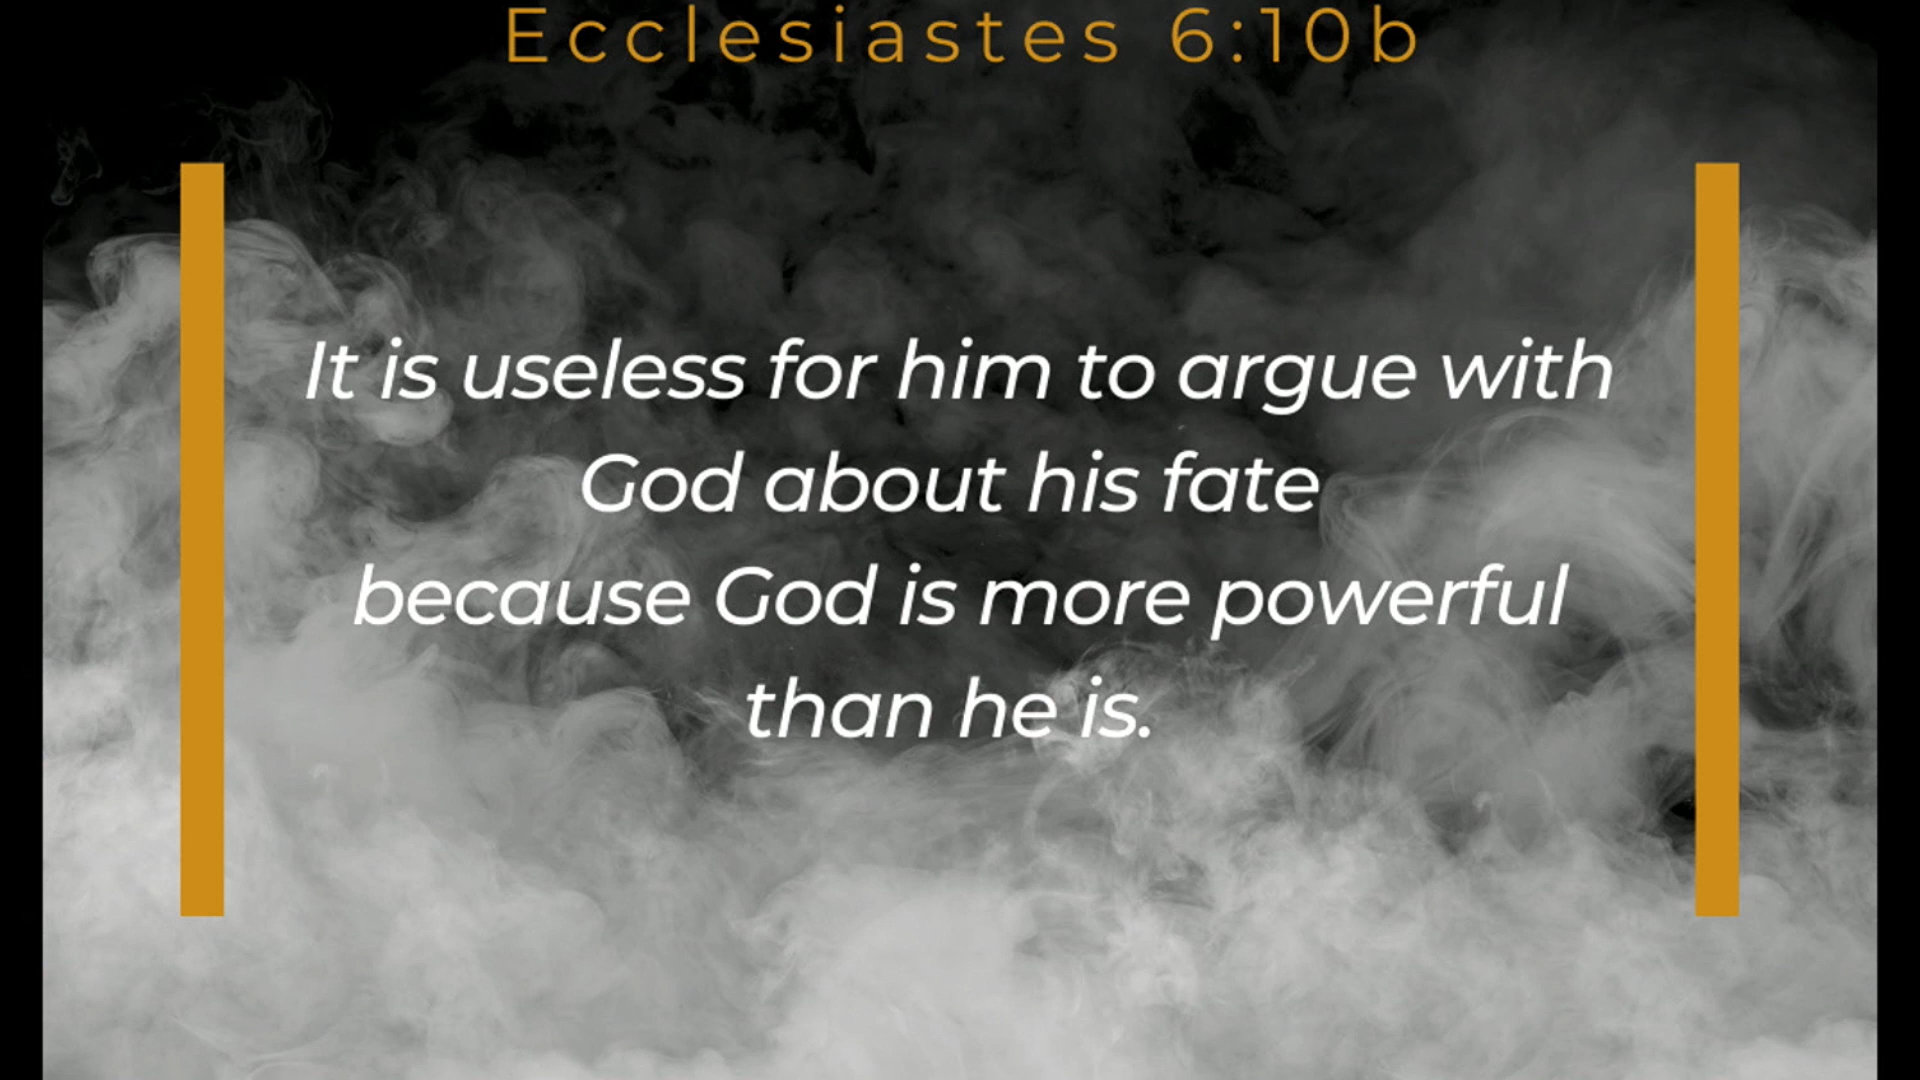 Ecclesiastes 6:10b
It is useless for him to argue with
God about his fate
because God is more powerful
than he is.